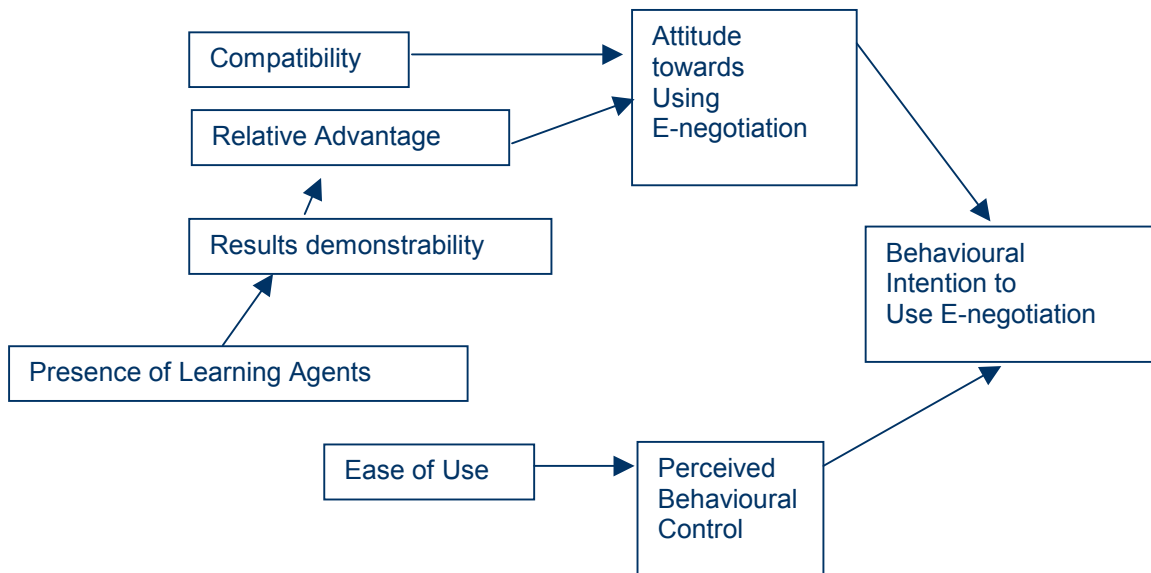 Compatibility
Attitude
towards
Using
E-negotiation
Relative Advantage
Results demonstrability
Behavioural
Intention to
Use E-negotiation
Presence of Learning Agents
Ease of Use
Perceived
Behavioural
Control